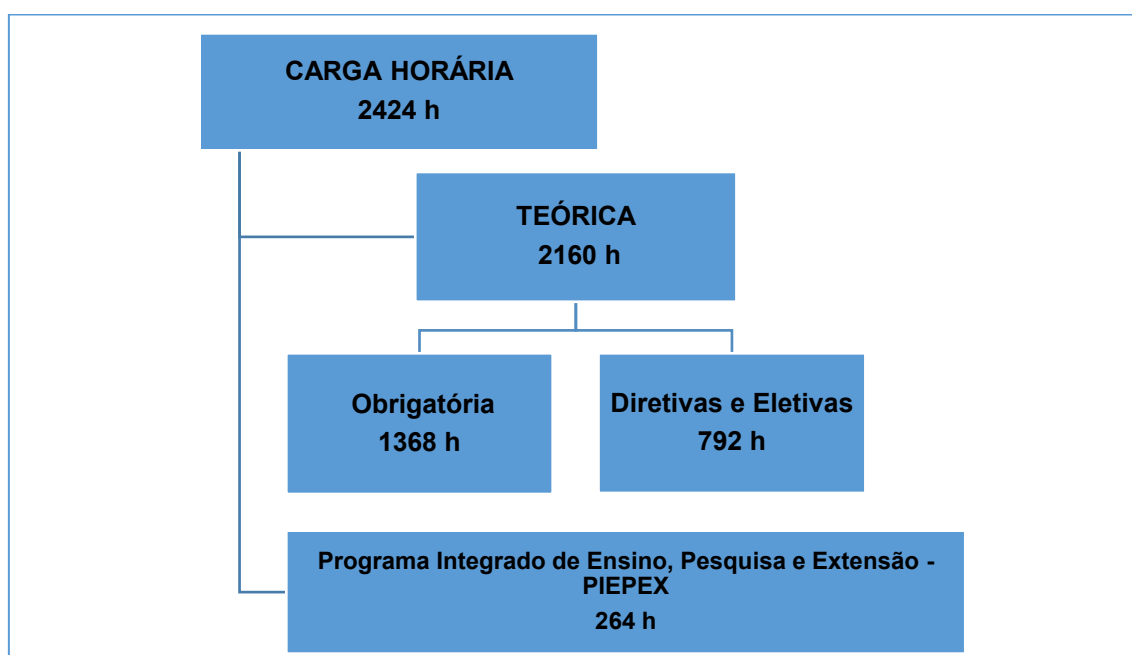 CARGA HORÁRIA
2424 h
TEÓRICA
2160 h
Obrigatória
1368 h
Diretivas e Eletivas
792 h
Programa Integrado de Ensino, Pesquisa e Extensão -
PIEPEX
264 h